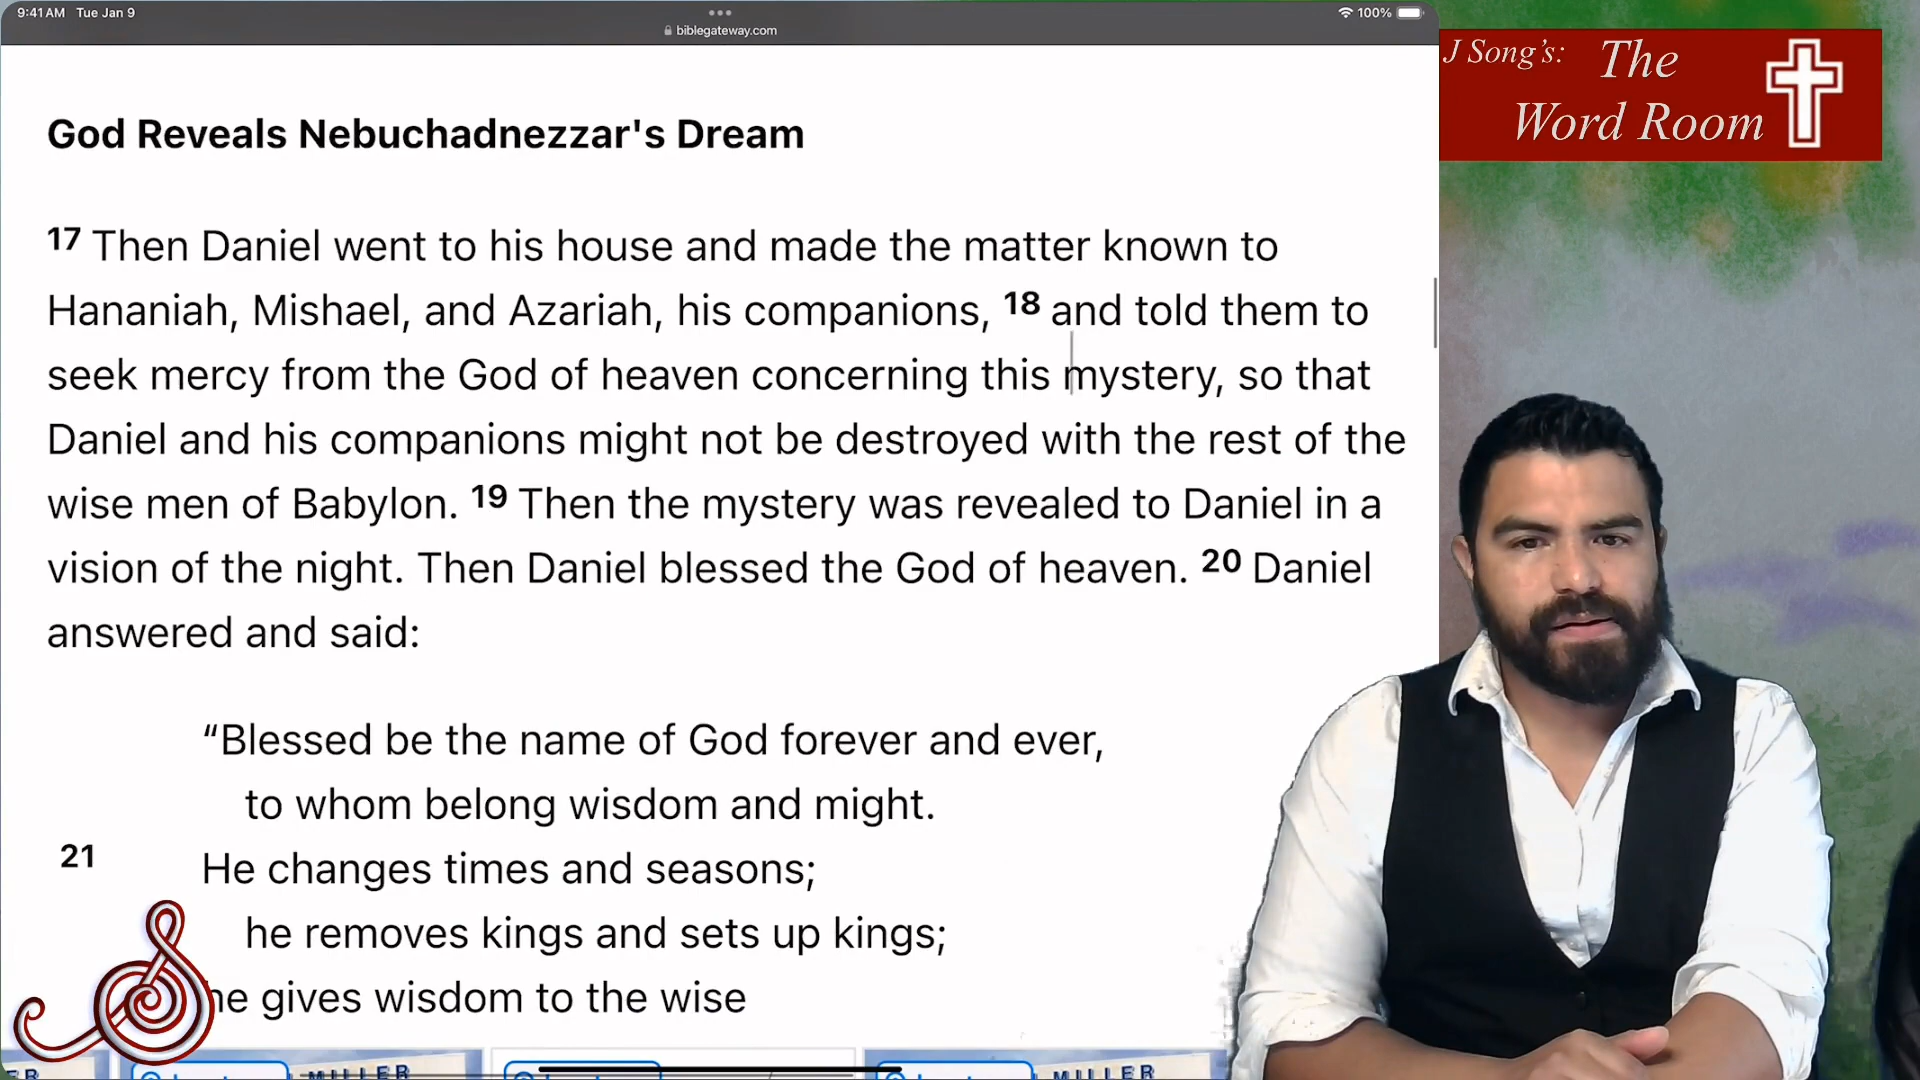 9:41 AM Tue Jan 9
100%
biblegateway.com
J Song's: The
Word Room
God Reveals Nebuchadnezzar's Dream
17 Then Daniel went to his house and made the matter known to
Hananiah, Mishael, and Azariah, his companions, 18 and told them to
seek mercy from the God of heaven concerning this mystery, so that
Daniel and his companions might not be destroyed with the rest of the
wise men of Babylon. 19 Then the mystery was revealed to Daniel in a
vision of the night. Then Daniel blessed the God of heaven. 20 Daniel
answered and said:
“Blessed be the name of God forever and ever,
to whom belong wisdom and might.
21 He changes times and seasons;
he removes kings and sets up kings;
he gives wisdom to the wise
MILLER MILLER